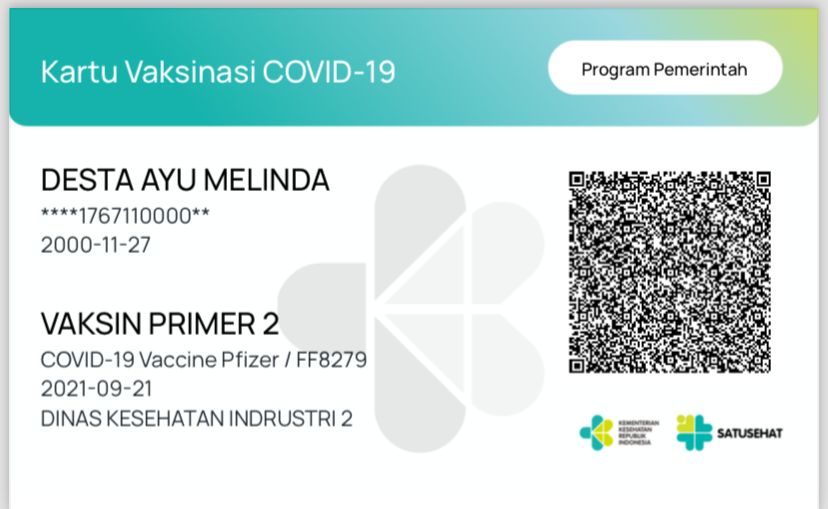 Kartu Vaksinasi COVID-19
Program Pemerintah
DESTA AYU MELINDA
****1767110000**
2000-11-27
VAKSIN PRIMER 2
COVID-19 Vaccine Pfizer / FF8279
2021-09-21
DINAS KESEHATAN INDRUSTRI 2
KEMENTERIAN
KESEHATAN
REPUBLIK
INDONESIA
SATUSEHAT